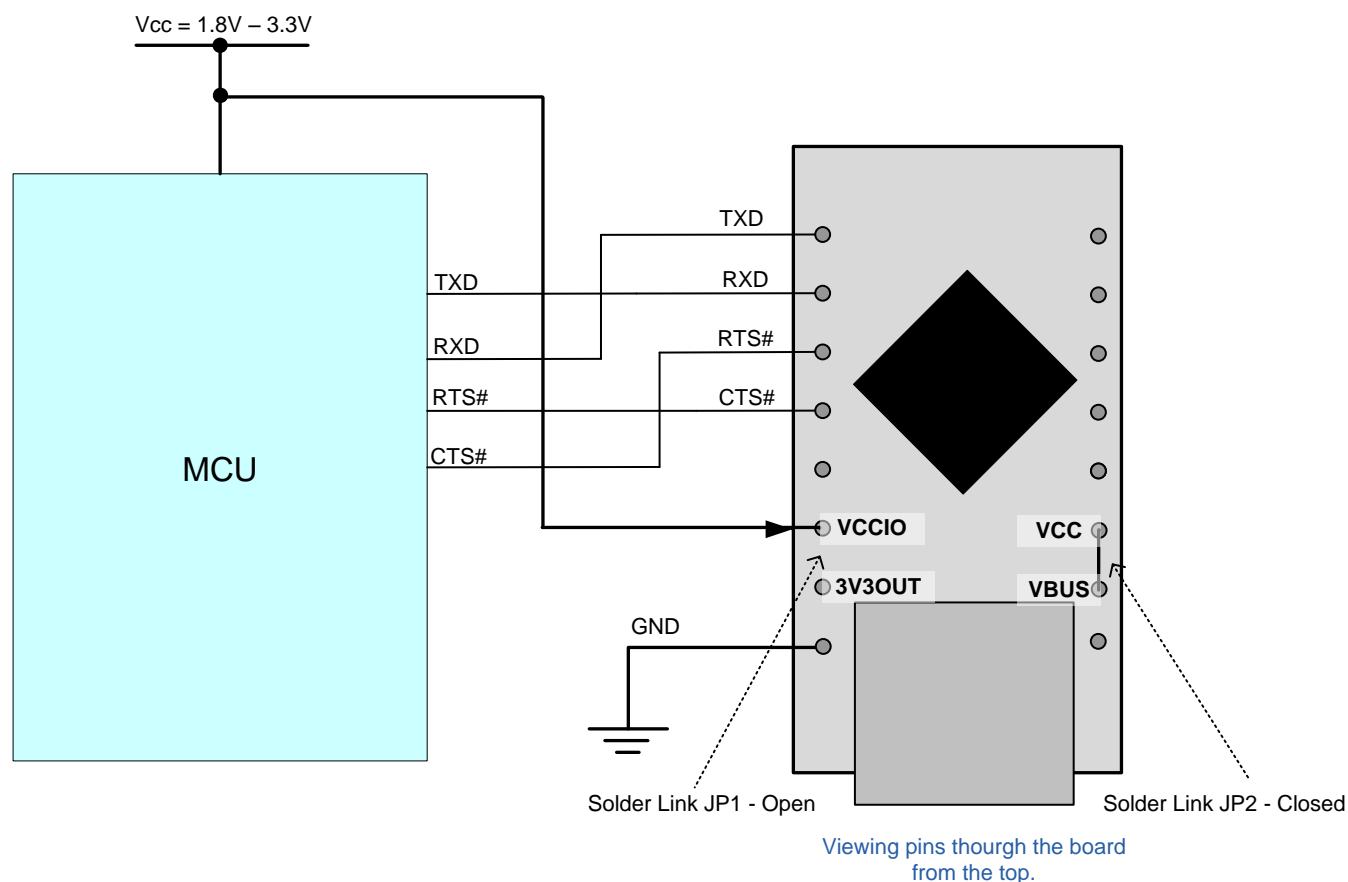 Vcc = 1.8V – 3.3V
TXD
TXD
RXD
RTS#
RXD
RTS#
CTS#
CTS#
MCU
VCCIO
VCC
3V3OUT
VBUS
GND
Solder Link JP1 - Open
Solder Link JP2 - Closed
Viewing pins thourgh the board
from the top.